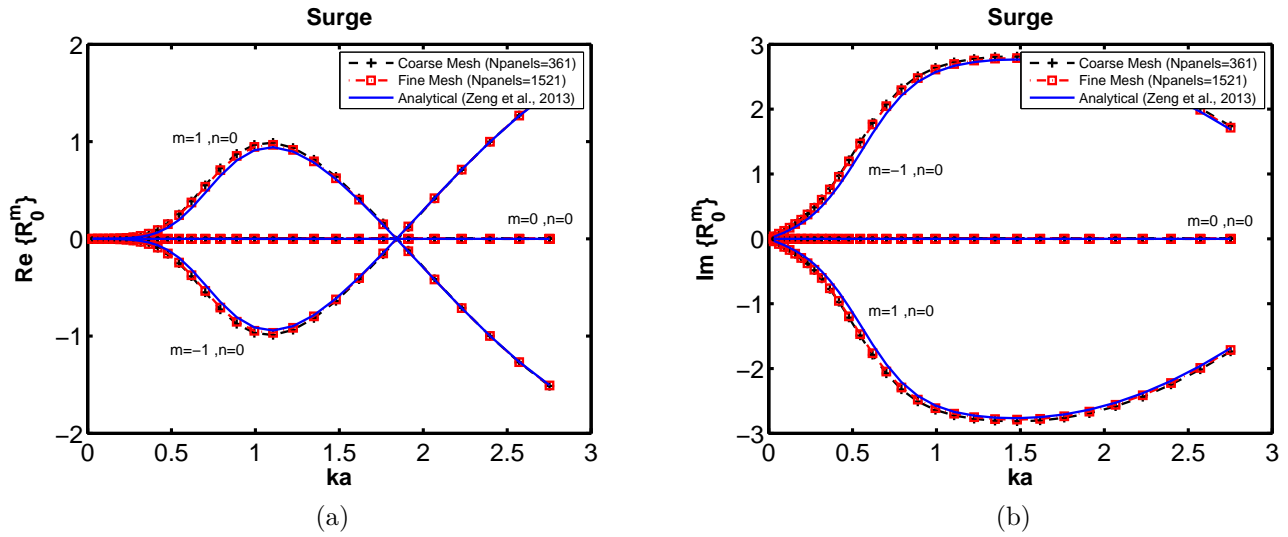 Surge
2
1
0
−1
−2
Re {R₀ᵐ}
Coarse Mesh (Npanels=361)
Fine Mesh (Npanels=1521)
Analytical (Zeng et al., 2013)
m=1 ,n=0
m=0 ,n=0
m=−1 ,n=0
0 0.5 1 1.5 2 2.5 3
ka
(a)
Surge
3
2
1
0
−1
−2
−3
Im {R₀ᵐ}
Coarse Mesh (Npanels=361)
Fine Mesh (Npanels=1521)
Analytical (Zeng et al., 2013)
m=−1 ,n=0
m=0 ,n=0
m=1 ,n=0
0 0.5 1 1.5 2 2.5 3
ka
(b)